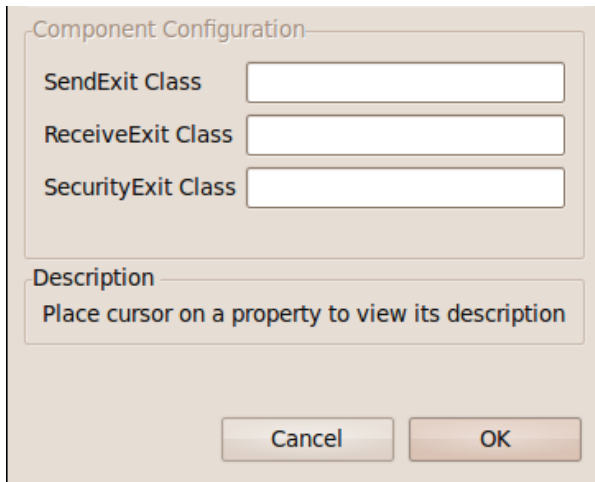 Component Configuration
SendExit Class
ReceiveExit Class
SecurityExit Class
Description
Place cursor on a property to view its description
Cancel OK